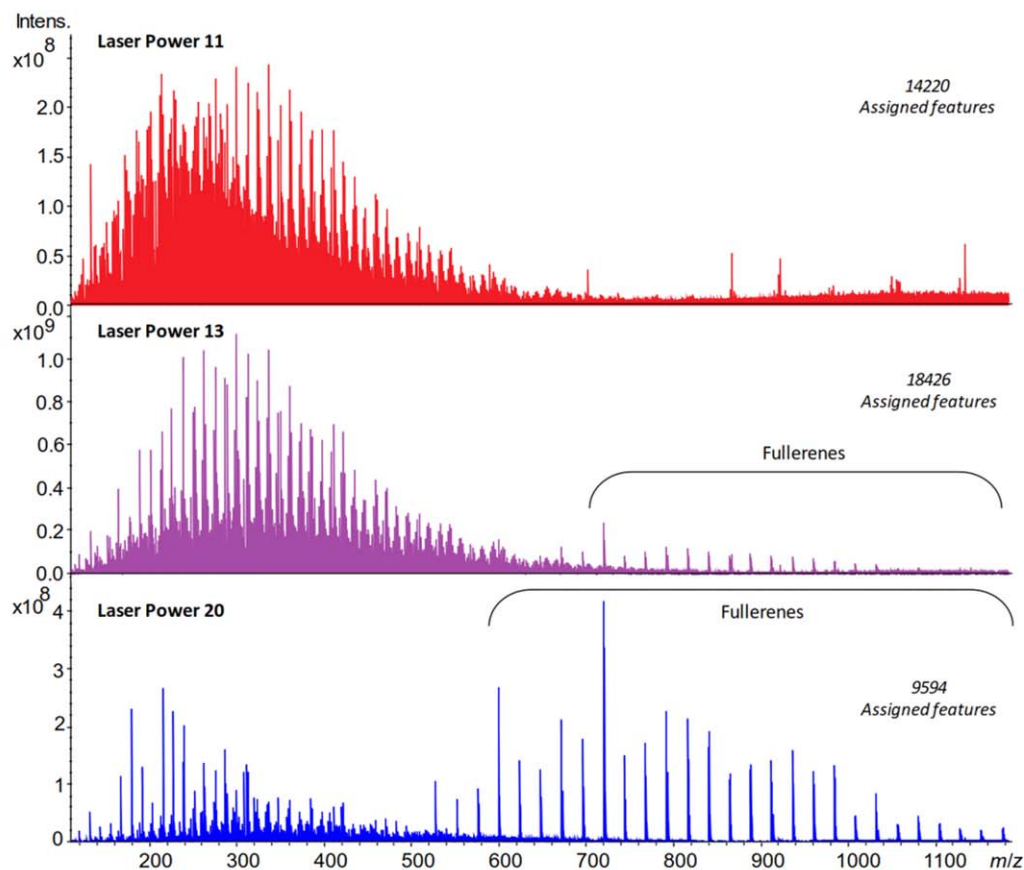 Intens.
x10^8
Laser Power 11
14220
Assigned features
2.0
1.5
1.0
0.5
0.0
x10^9
Laser Power 13
18426
Assigned features
Fullerenes
1.0
0.8
0.6
0.4
0.2
0.0
x10^8
Laser Power 20
Fullerenes
9594
Assigned features
4
3
2
1
0
200 300 400 500 600 700 800 900 1000 1100 m/z